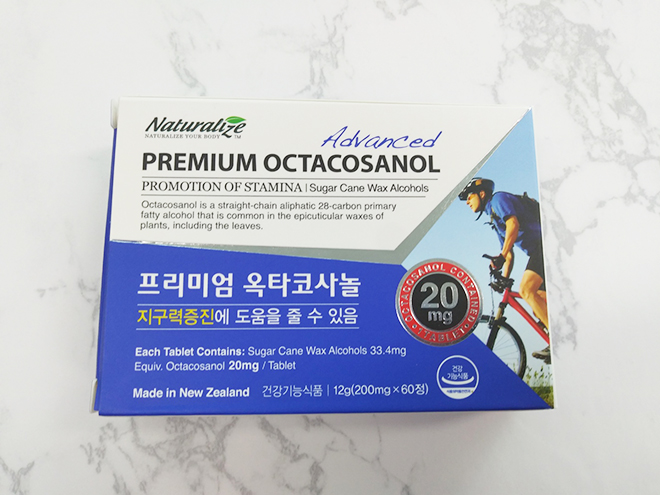 Naturalize
NATURALIZE YOUR BODY™
Advanced
PREMIUM OCTACOSANOL
PROMOTION OF STAMINA | Sugar Cane Wax Alcohols
Octacosanol is a straight-chain aliphatic 28-carbon primary
fatty alcohol that is common in the epicuticular waxes of
plants, including the leaves.
프리미엄 옥타코사놀
지구력증진에 도움을 줄 수 있음
OCTACOSANOL CONTAINED
20
mg
Each Tablet Contains: Sugar Cane Wax Alcohols 33.4mg
Equiv. Octacosanol 20mg / Tablet
건강
기능식품
Made in New Zealand 건강기능식품 | 12g(200mg × 60정)